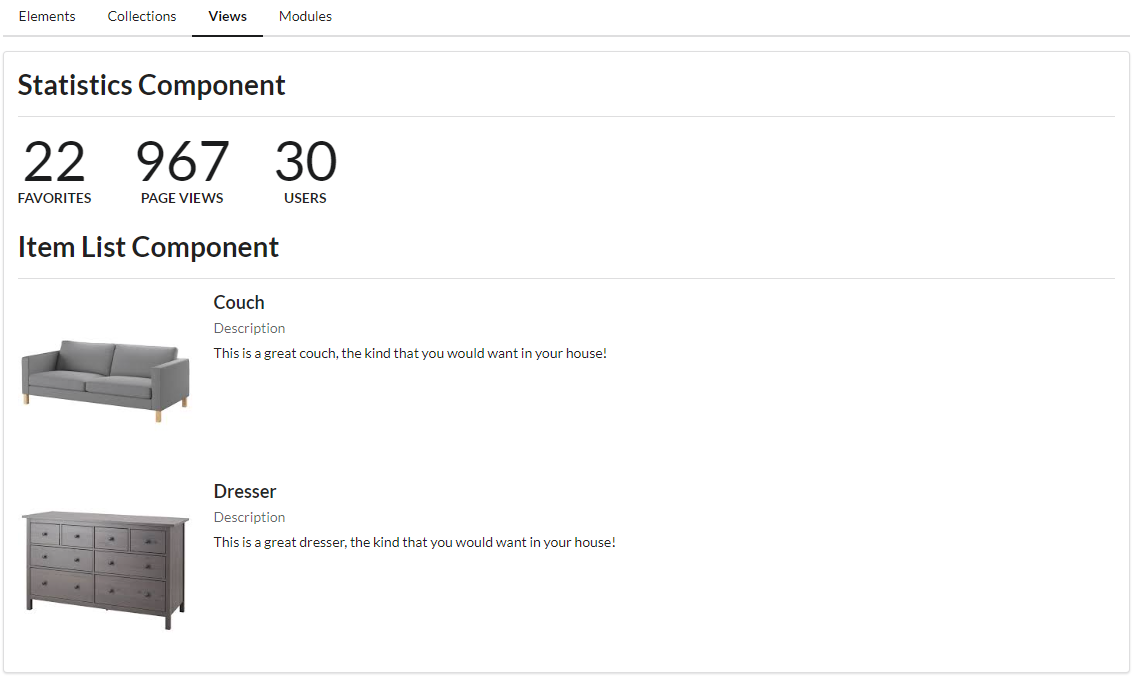 Elements Collections Views Modules
Statistics Component
22 967 30
FAVORITES PAGE VIEWS USERS
Item List Component
Couch
Description
This is a great couch, the kind that you would want in your house!
Dresser
Description
This is a great dresser, the kind that you would want in your house!